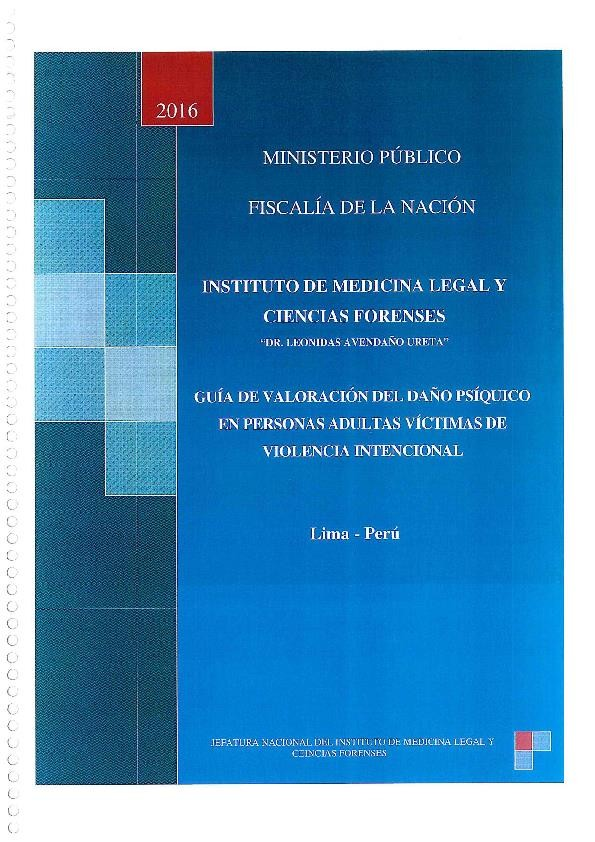 2016
MINISTERIO PÚBLICO
FISCALÍA DE LA NACIÓN
INSTITUTO DE MEDICINA LEGAL Y
CIENCIAS FORENSES
“DR. LEONIDAS AVENDAÑO URETA”
GUÍA DE VALORACIÓN DEL DAÑO PSÍQUICO
EN PERSONAS ADULTAS VÍCTIMAS DE
VIOLENCIA INTENCIONAL
Lima - Perú
JEFATURA NACIONAL DEL INSTITUTO DE MEDICINA LEGAL Y
CEINCIAS FORENSES